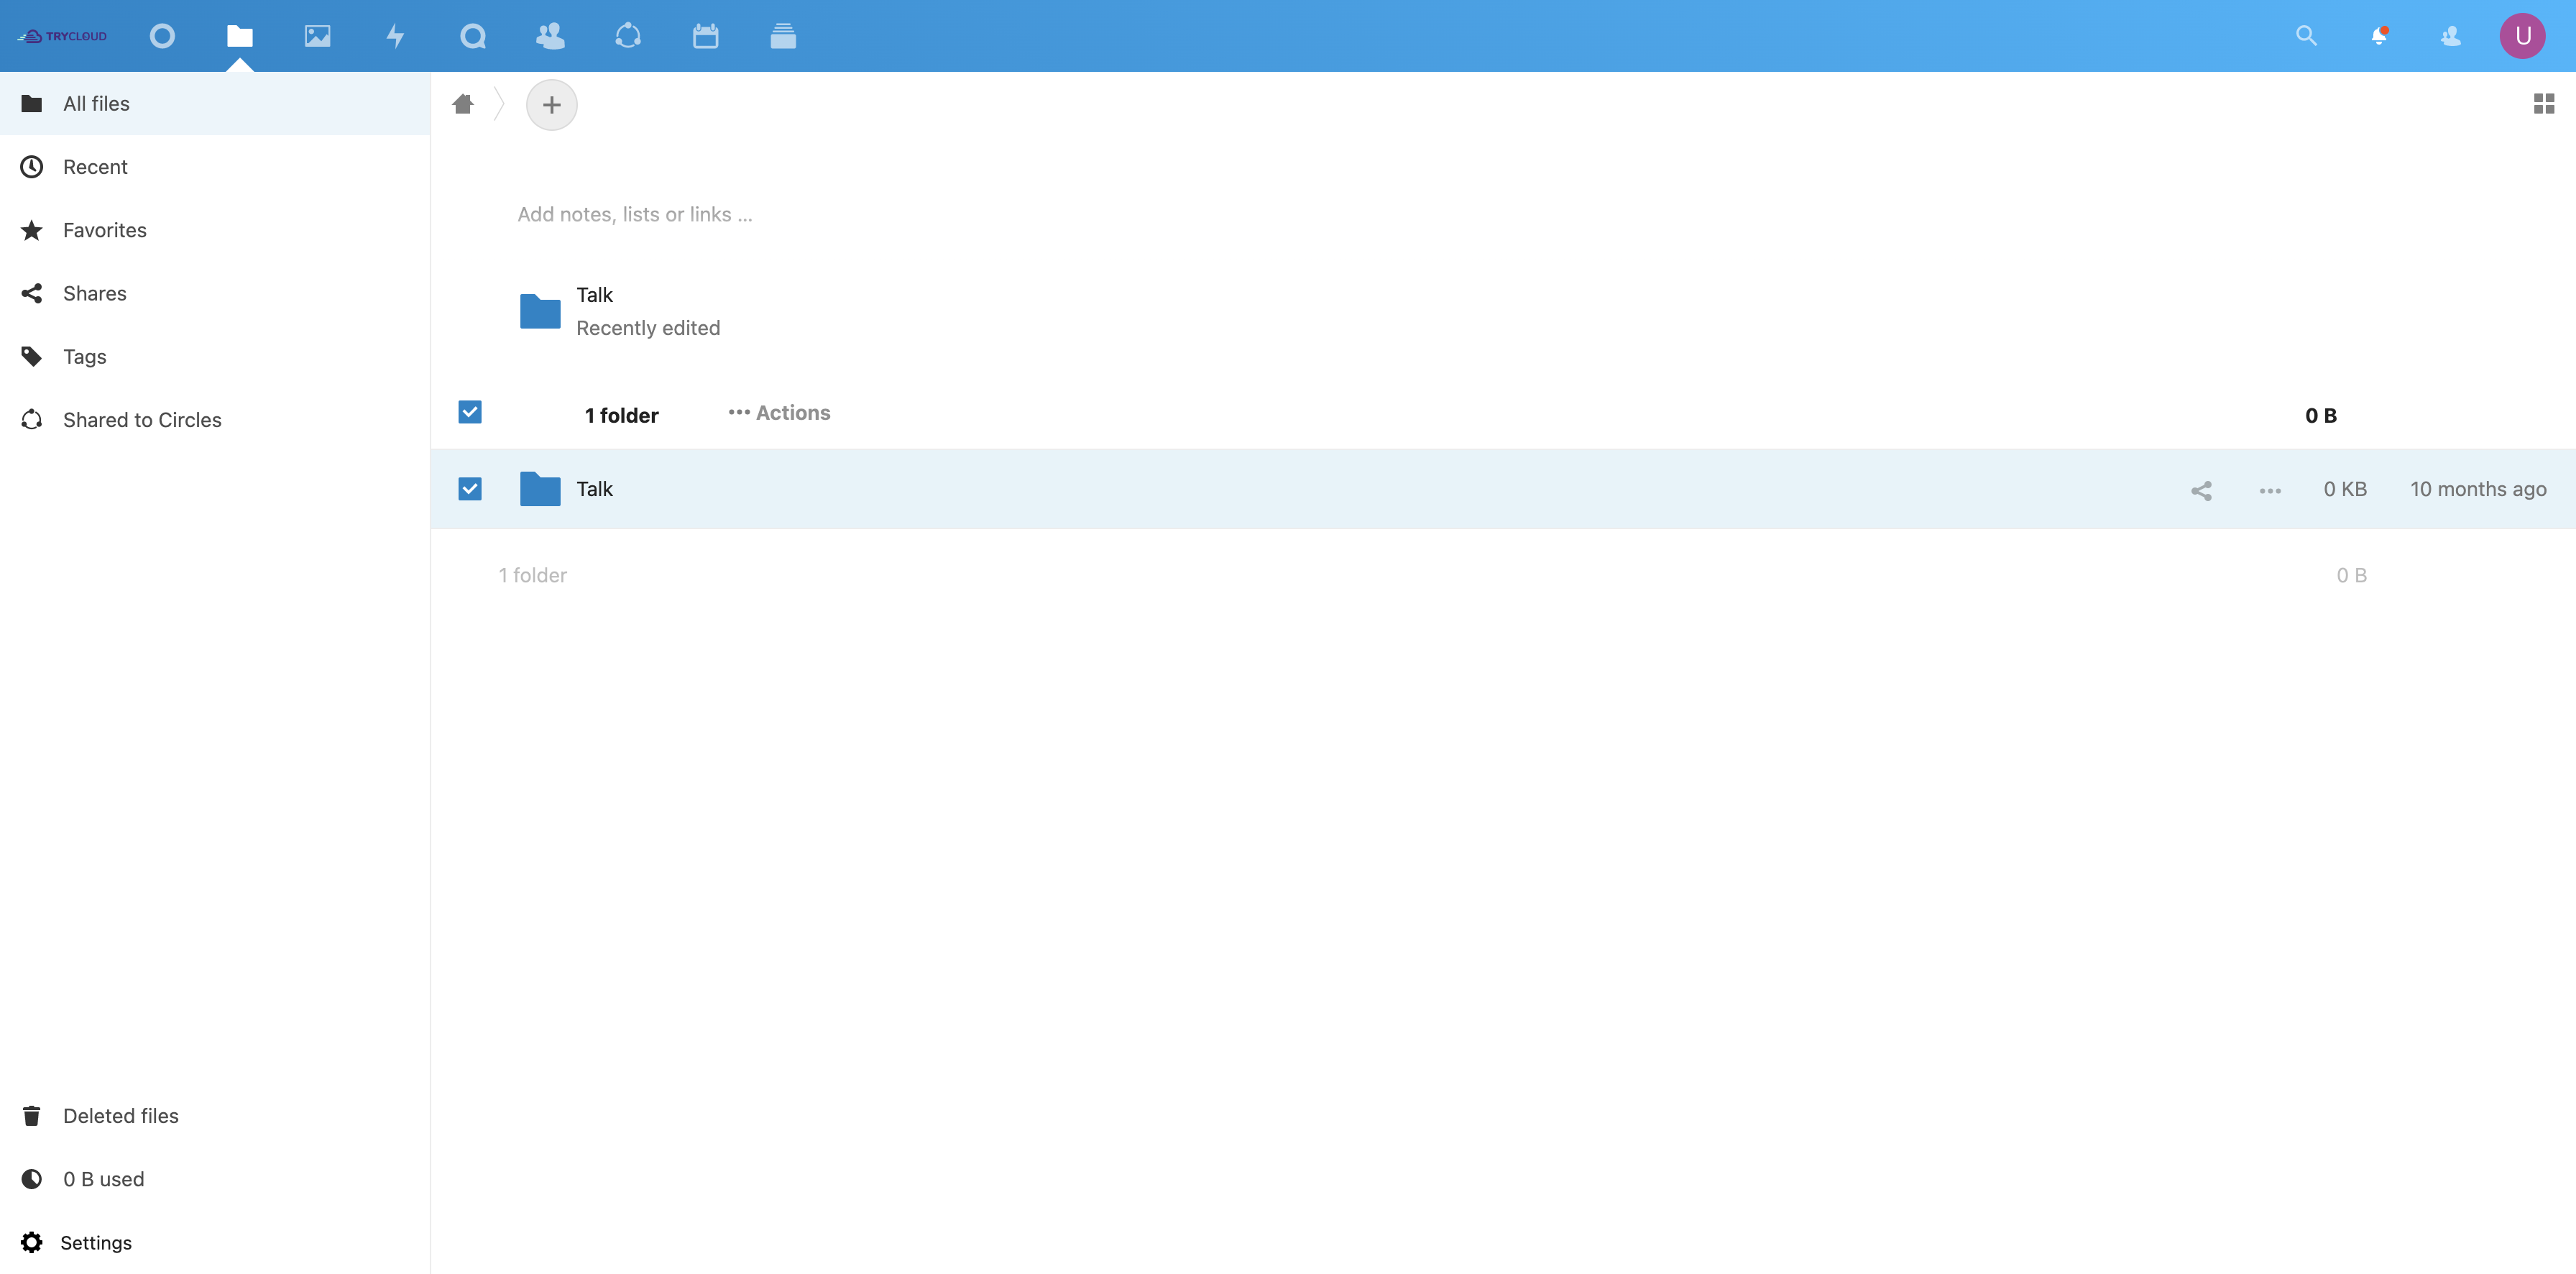 TRYCLOUD
U
All files
Recent
Favorites
Shares
Tags
Shared to Circles
Add notes, lists or links ...
Talk
Recently edited
1 folder ••• Actions 0 B
Talk ••• 0 KB 10 months ago
1 folder 0 B
Deleted files
0 B used
Settings